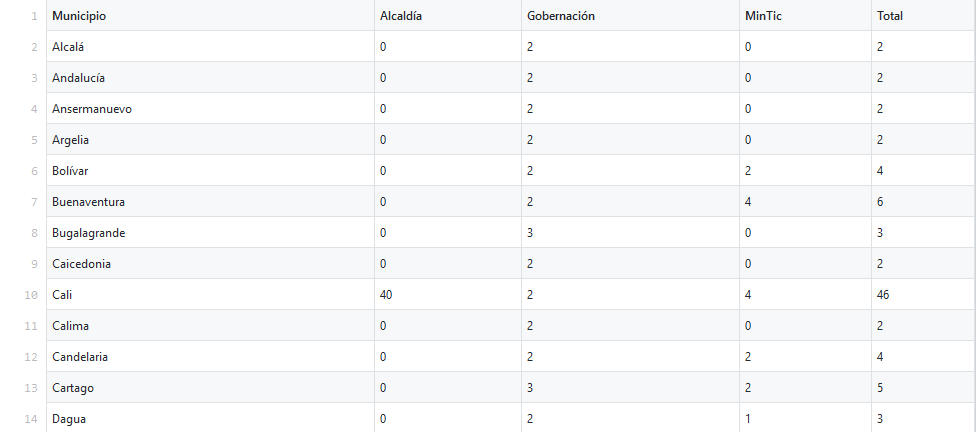 1 Municipio Alcaldía Gobernación MinTic Total
2 Alcalá 0 2 0 2
3 Andalucía 0 2 0 2
4 Ansermanuevo 0 2 0 2
5 Argelia 0 2 0 2
6 Bolívar 0 2 2 4
7 Buenaventura 0 2 4 6
8 Bugalagrande 0 3 0 3
9 Caicedonia 0 2 0 2
10 Cali 40 2 4 46
11 Calima 0 2 0 2
12 Candelaria 0 2 2 4
13 Cartago 0 3 2 5
14 Dagua 0 2 1 3